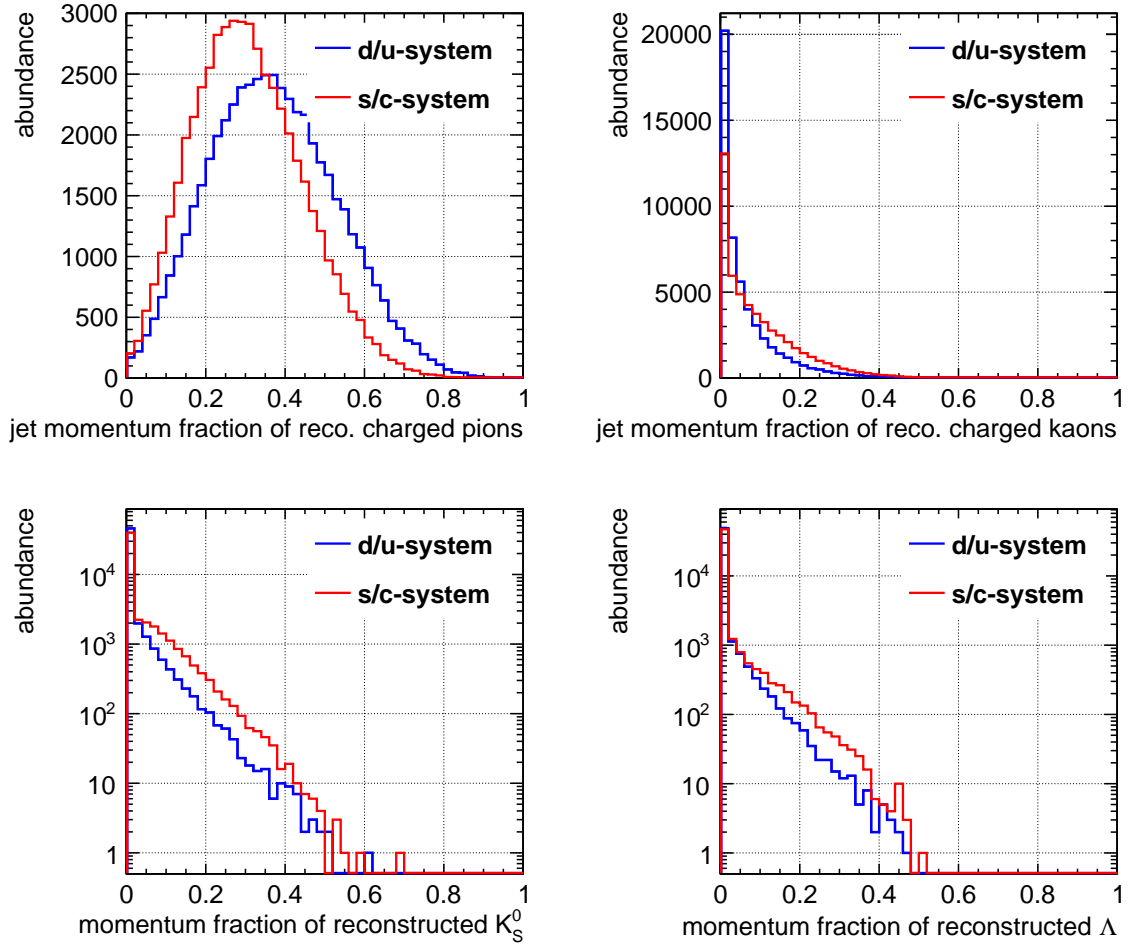 abundance
3000
2500
2000
1500
1000
500
0
d/u-system
s/c-system
0 0.2 0.4 0.6 0.8 1
jet momentum fraction of reco. charged pions
abundance
20000
15000
10000
5000
0
d/u-system
s/c-system
0 0.2 0.4 0.6 0.8 1
jet momentum fraction of reco. charged kaons
abundance
10⁴
10³
10²
10
1
d/u-system
s/c-system
0 0.2 0.4 0.6 0.8 1
momentum fraction of reconstructed K_S^0
abundance
10⁴
10³
10²
10
1
d/u-system
s/c-system
0 0.2 0.4 0.6 0.8 1
momentum fraction of reconstructed Λ